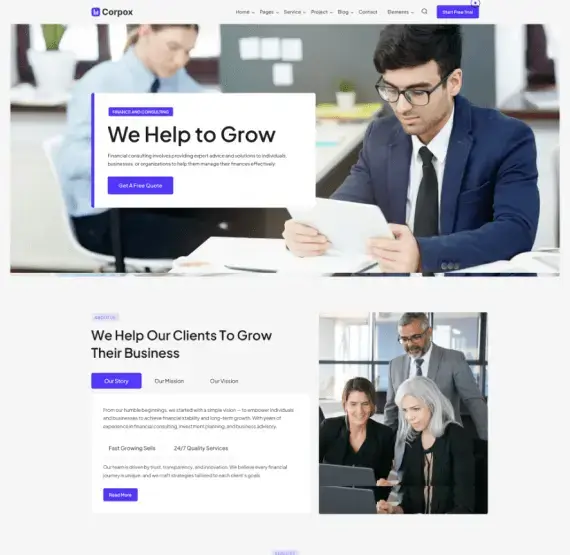 Corpox
Home Pages Service Project Blog Contact Elements Start Free Trial
FINANCE AND CONSULTING
We Help to Grow
Financial consulting involves providing expert advice and solutions to individuals,
businesses, or organizations to help them manage their finances effectively.
Get A Free Quote
ABOUT US
We Help Our Clients To Grow
Their Business
Our Story Our Mission Our Vission
From our humble beginnings, we started with a simple vision — to empower individuals
and businesses to achieve financial stability and long-term growth. With years of
experience in financial consulting, investment planning, and business advisory.
Fast Growing Sells 24/7 Quality Services
Our team is driven by trust, transparency, and innovation. We believe every financial
journey is unique, and we craft strategies tailored to each client's goals.
Read More